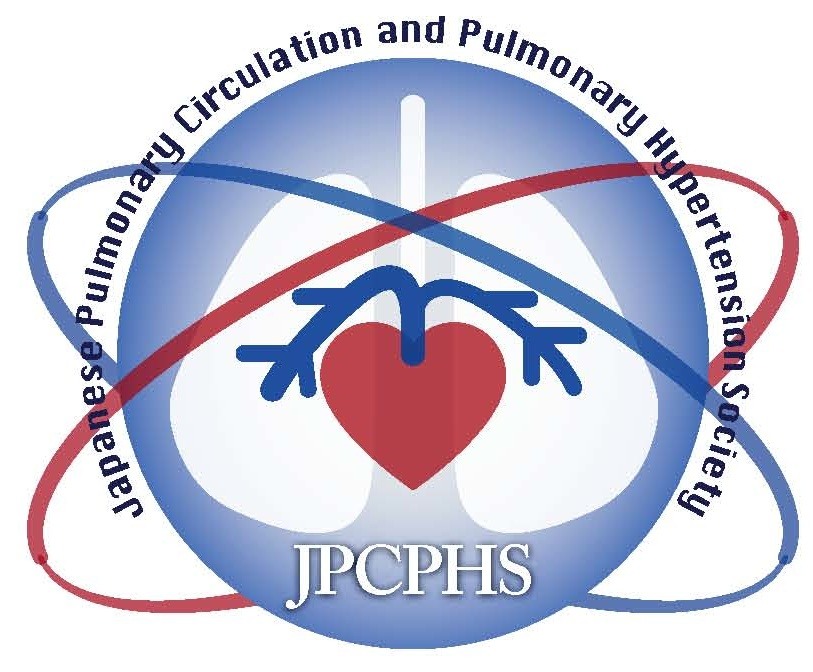 Japanese Pulmonary Circulation and Pulmonary Hypertension Society
JPCPHS